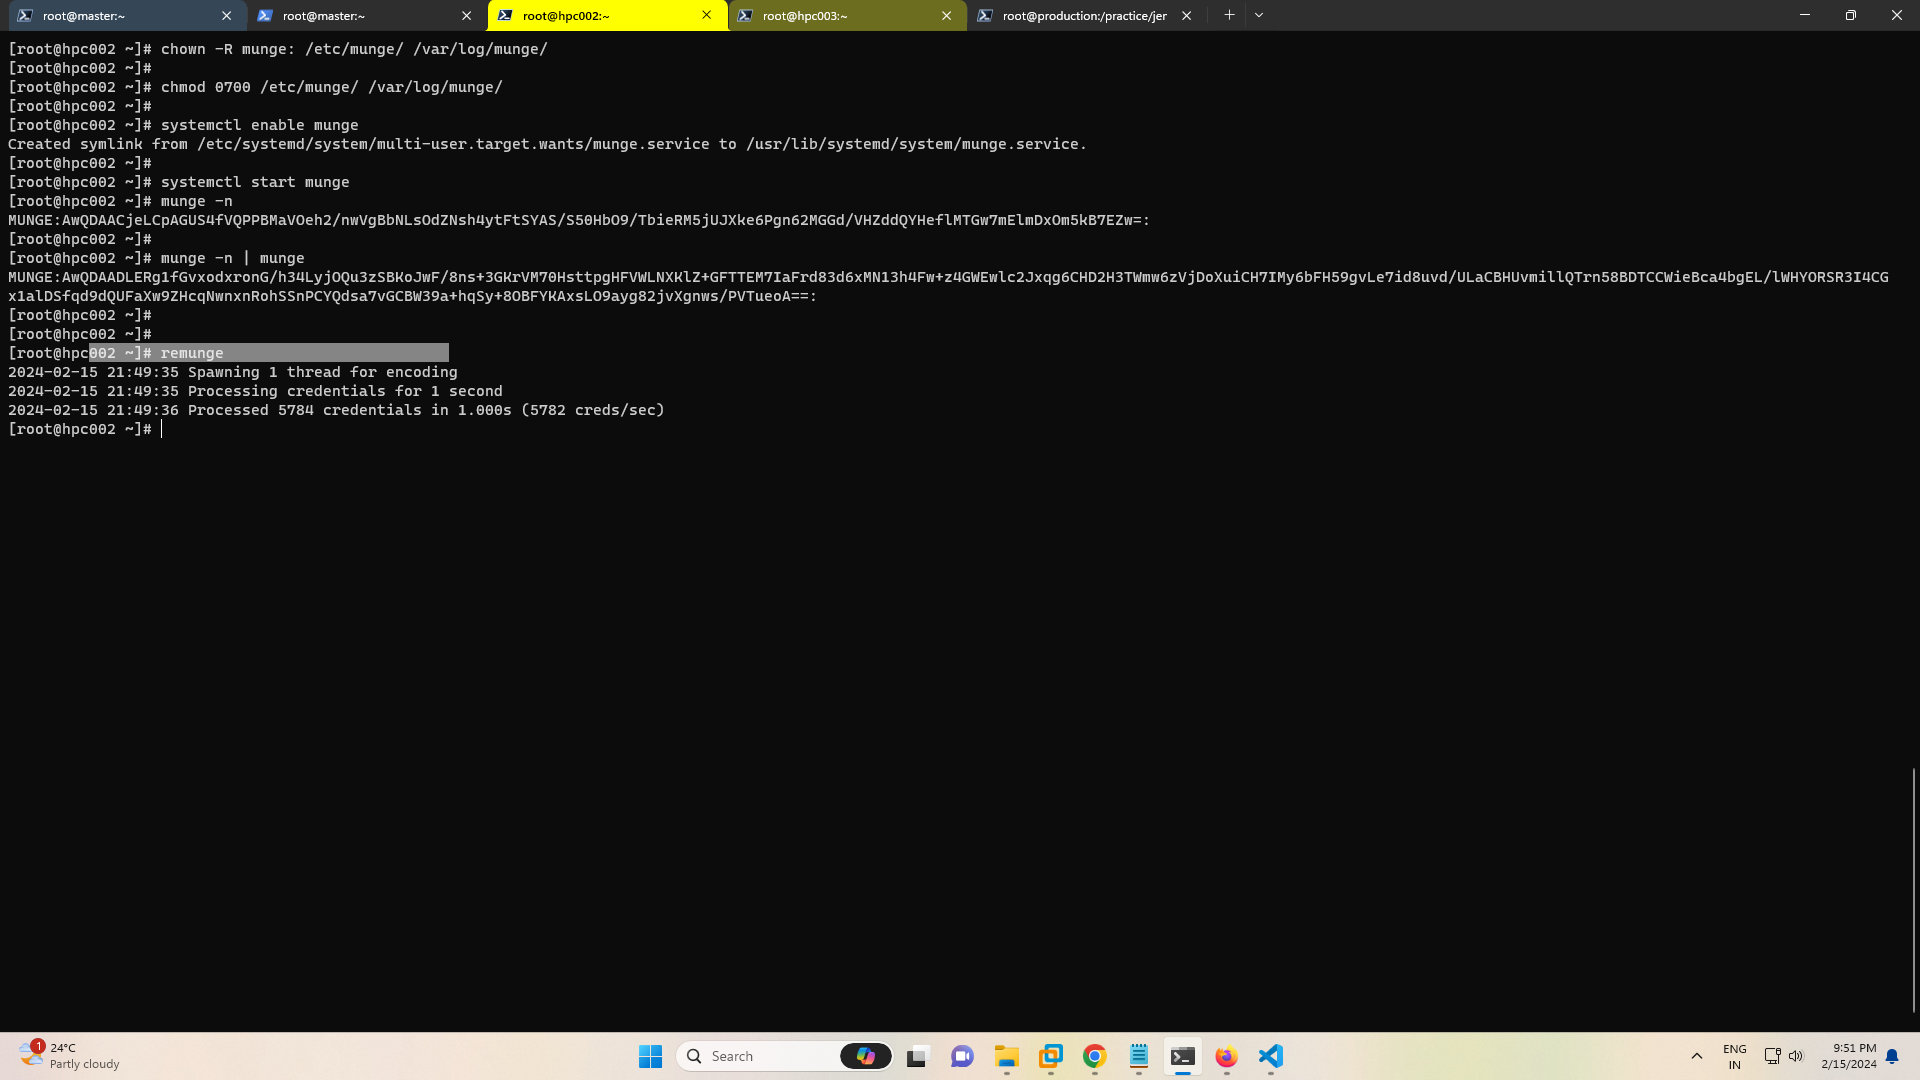 root@master:~
root@master:~
root@hpc002:~
root@hpc003:~
root@production:/practice/jer
[root@hpc002 ~]# chown -R munge: /etc/munge/ /var/log/munge/
[root@hpc002 ~]#
[root@hpc002 ~]# chmod 0700 /etc/munge/ /var/log/munge/
[root@hpc002 ~]#
[root@hpc002 ~]# systemctl enable munge
Created symlink from /etc/systemd/system/multi-user.target.wants/munge.service to /usr/lib/systemd/system/munge.service.
[root@hpc002 ~]#
[root@hpc002 ~]# systemctl start munge
[root@hpc002 ~]# munge -n
MUNGE:AwQDAACjeLCpAGUS4fVQPPBMaVOeh2/nwVgBbNLsOdZNsh4ytFtSYAS/S50HbO9/TbieRM5jUJXke6Pgn62MGGd/VHZddQYHeflMTGw7mElmDxOm5kB7EZw=:
[root@hpc002 ~]#
[root@hpc002 ~]# munge -n | munge
MUNGE:AwQDAADLERg1fGvxodxronG/h34LyjOQu3zSBKoJwF/8ns+3GKrVM70HsttpgHFVWLNXKlZ+GFTTEM7IaFrd83d6xMN13h4Fw+z4GWEwlc2Jxqg6CHD2H3TWmw6zVjDoXuiCH7IMy6bFH59gvLe7id8uvd/ULaCBHUvmillQTrn58BDTCCWieBca4bgEL/lWHYORSR3I4CG
x1alDSfqd9dQUFaXw9ZHcqNwnxnRohSSnPCYQdsa7vGCBW39a+hqSy+8OBFYKAxsLO9ayg82jvXgnws/PVTueoA==:
[root@hpc002 ~]#
[root@hpc002 ~]#
[root@hpc002 ~]# remunge
2024-02-15 21:49:35 Spawning 1 thread for encoding
2024-02-15 21:49:35 Processing credentials for 1 second
2024-02-15 21:49:36 Processed 5784 credentials in 1.000s (5782 creds/sec)
[root@hpc002 ~]#
1
24°C
Partly cloudy
Search
ENG
IN
9:51 PM
2/15/2024